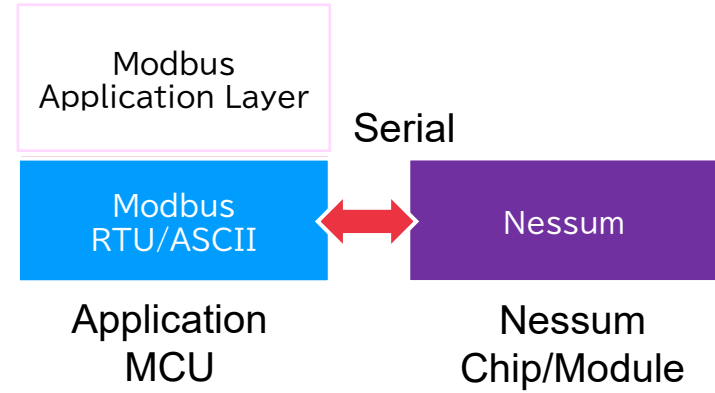 Modbus
Application Layer
Serial
Modbus
RTU/ASCII
Nessum
Application
MCU
Nessum
Chip/Module